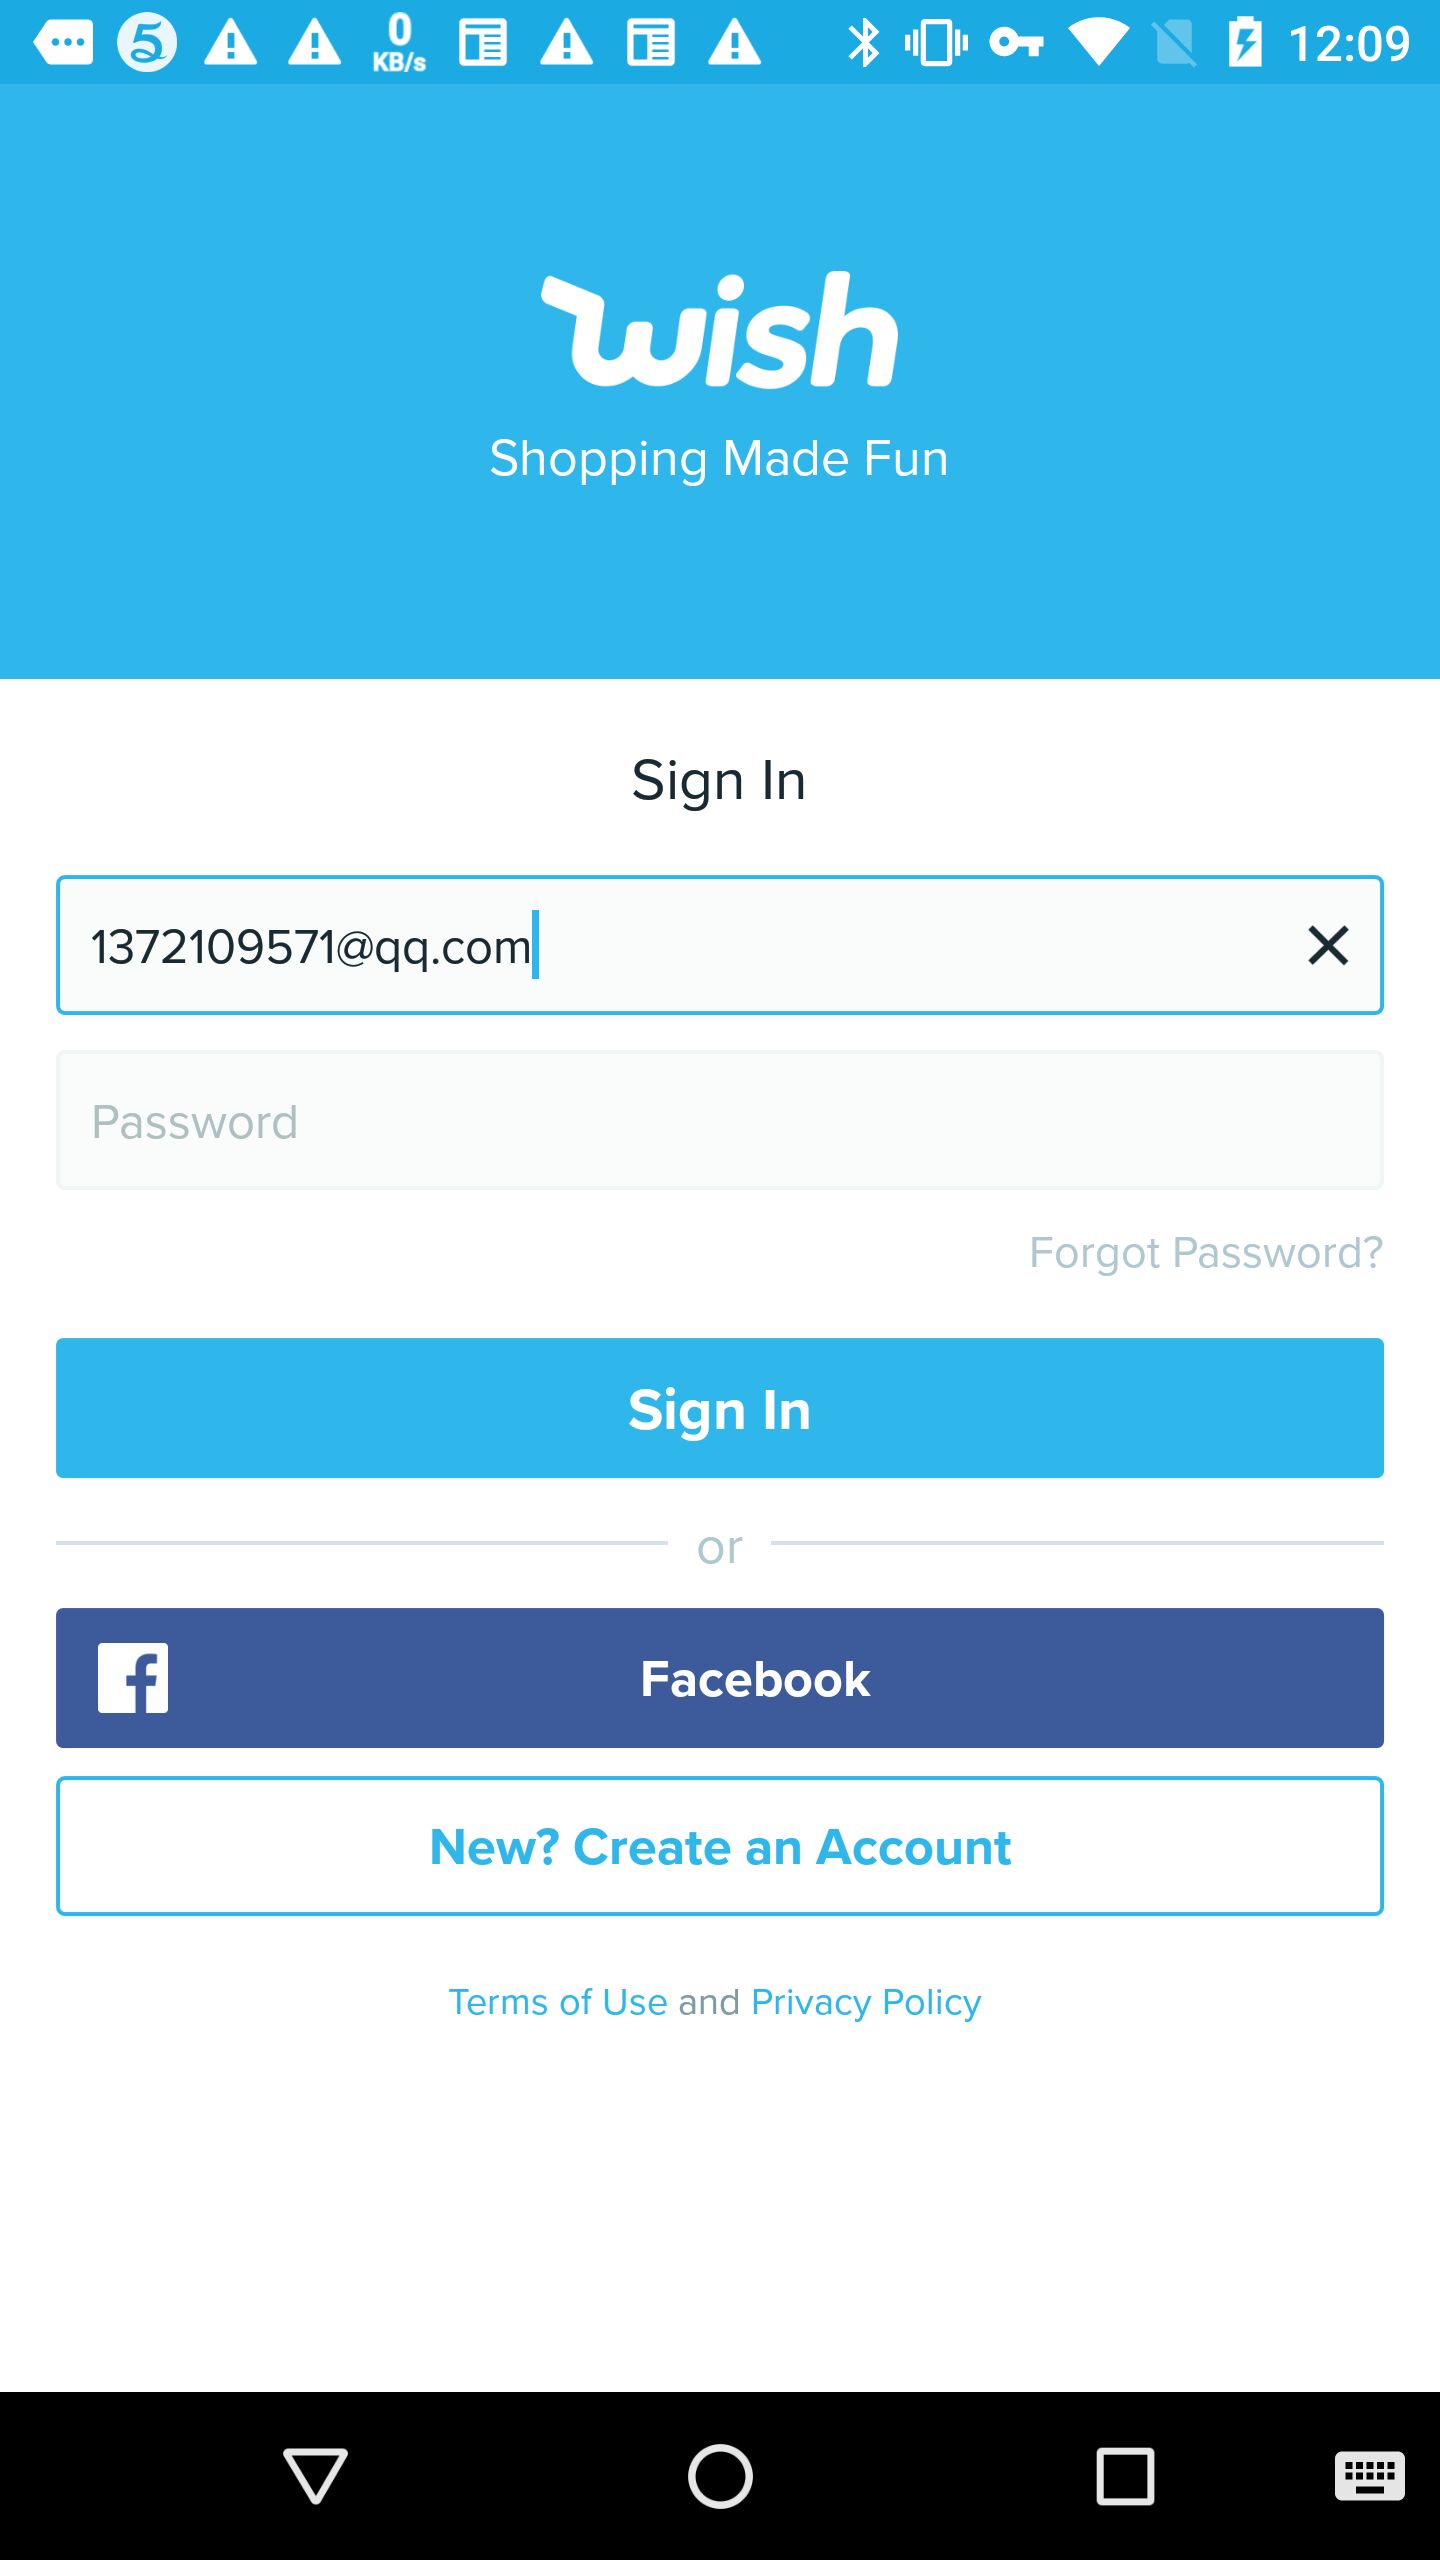 0
KB/s
12:09
wish
Shopping Made Fun
Sign In
1372109571@qq.com
Password
Forgot Password?
Sign In
or
Facebook
New? Create an Account
Terms of Use and Privacy Policy